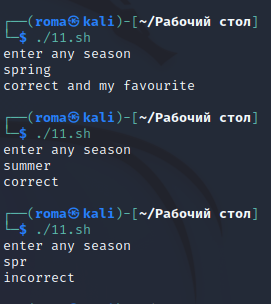 ┌──(roma㉿kali)-[~/Рабочий стол]
└─$ ./11.sh
enter any season
spring
correct and my favourite
┌──(roma㉿kali)-[~/Рабочий стол]
└─$ ./11.sh
enter any season
summer
correct
┌──(roma㉿kali)-[~/Рабочий стол]
└─$ ./11.sh
enter any season
spr
incorrect